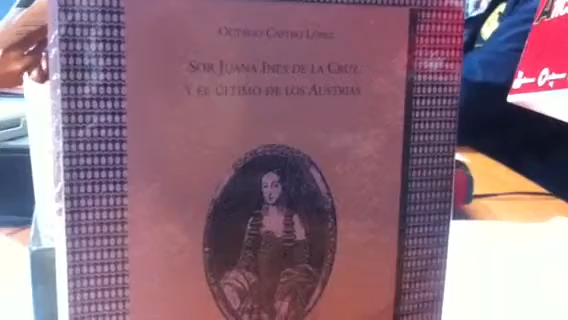 Octavio Castro López
Sor Juana Inés de la Cruz
y el último de los Austrias